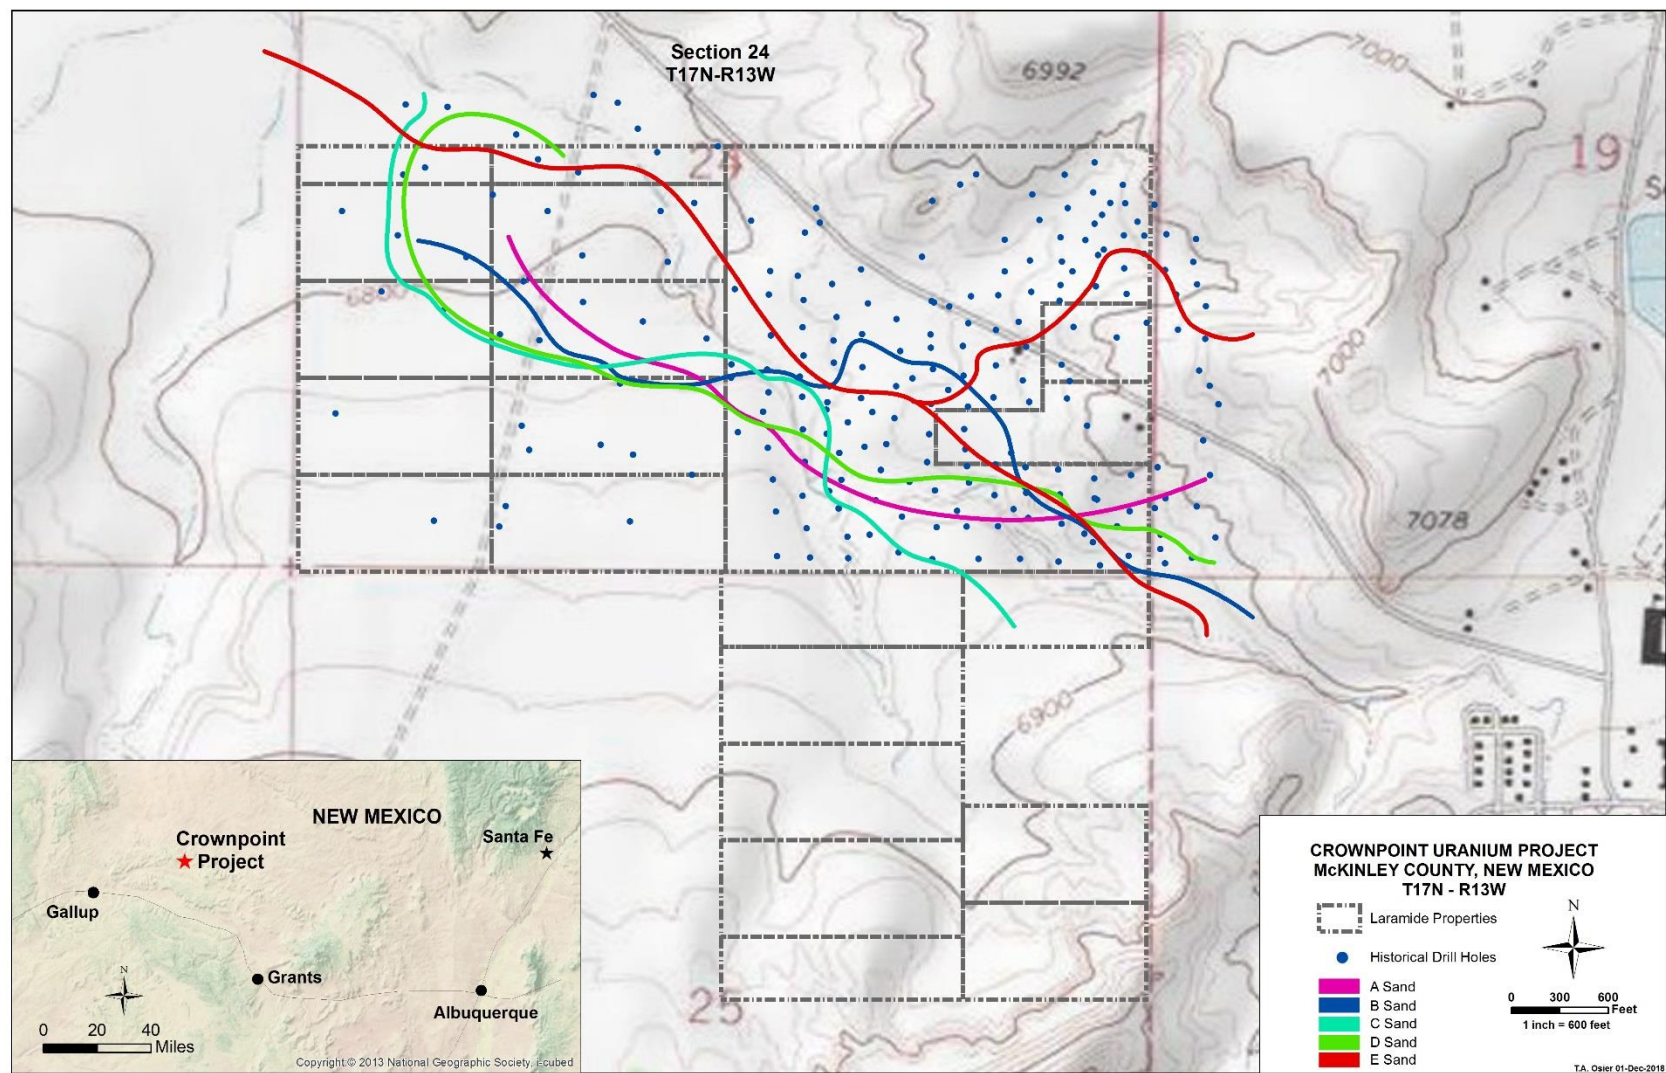 Section 24
T17N-R13W
6992
7000
24
19
6800
7000
7078
6900
25
NEW MEXICO
Santa Fe
Crownpoint
Project
Gallup
N
Grants
Albuquerque
0 20 40
Miles
Copyright:© 2013 National Geographic Society, i-cubed
CROWNPOINT URANIUM PROJECT
McKINLEY COUNTY, NEW MEXICO
T17N - R13W
Laramide Properties
N
Historical Drill Holes
A Sand
B Sand
C Sand
D Sand
E Sand
0 300 600
Feet
1 inch = 600 feet
T.A. Osier 01-Dec-2018